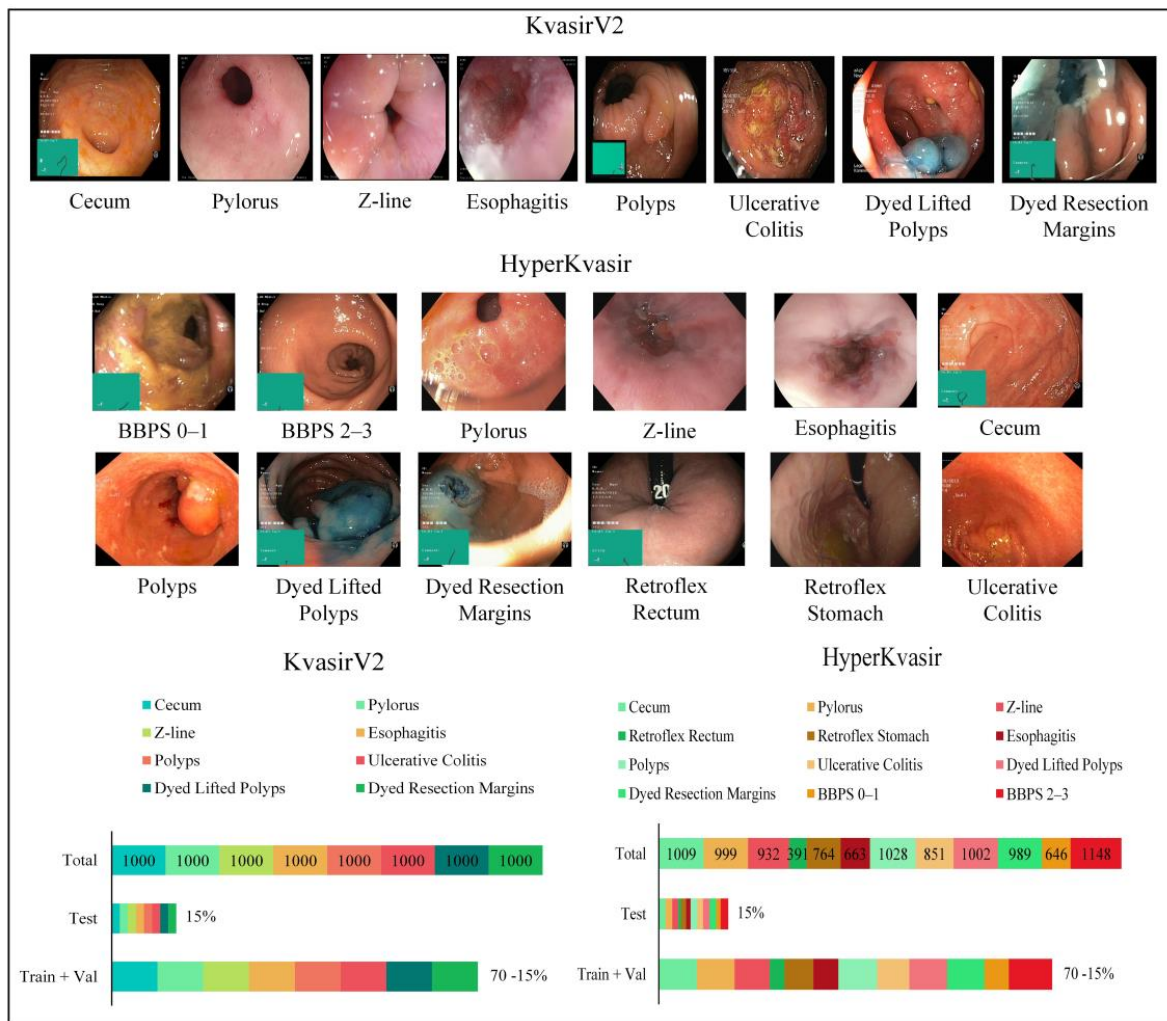 KvasirV2
Cecum
Pylorus
Z-line
Esophagitis
Polyps
Ulcerative
Colitis
Dyed Lifted
Polyps
Dyed Resection
Margins
HyperKvasir
BBPS 0–1
BBPS 2–3
Pylorus
Z-line
Esophagitis
Cecum
20
Polyps
Dyed Lifted
Polyps
Dyed Resection
Margins
Retroflex
Rectum
Retroflex
Stomach
Ulcerative
Colitis
KvasirV2
Cecum
Pylorus
Z-line
Esophagitis
Polyps
Ulcerative Colitis
Dyed Lifted Polyps
Dyed Resection Margins
Total 1000 1000 1000 1000 1000 1000 1000 1000
Test 15%
Train + Val 70 -15%
HyperKvasir
Cecum
Pylorus
Z-line
Retroflex Rectum
Retroflex Stomach
Esophagitis
Polyps
Ulcerative Colitis
Dyed Lifted Polyps
Dyed Resection Margins
BBPS 0–1
BBPS 2–3
Total 1009 999 932 391 764 663 1028 851 1002 989 646 1148
Test 15%
Train + Val 70 -15%